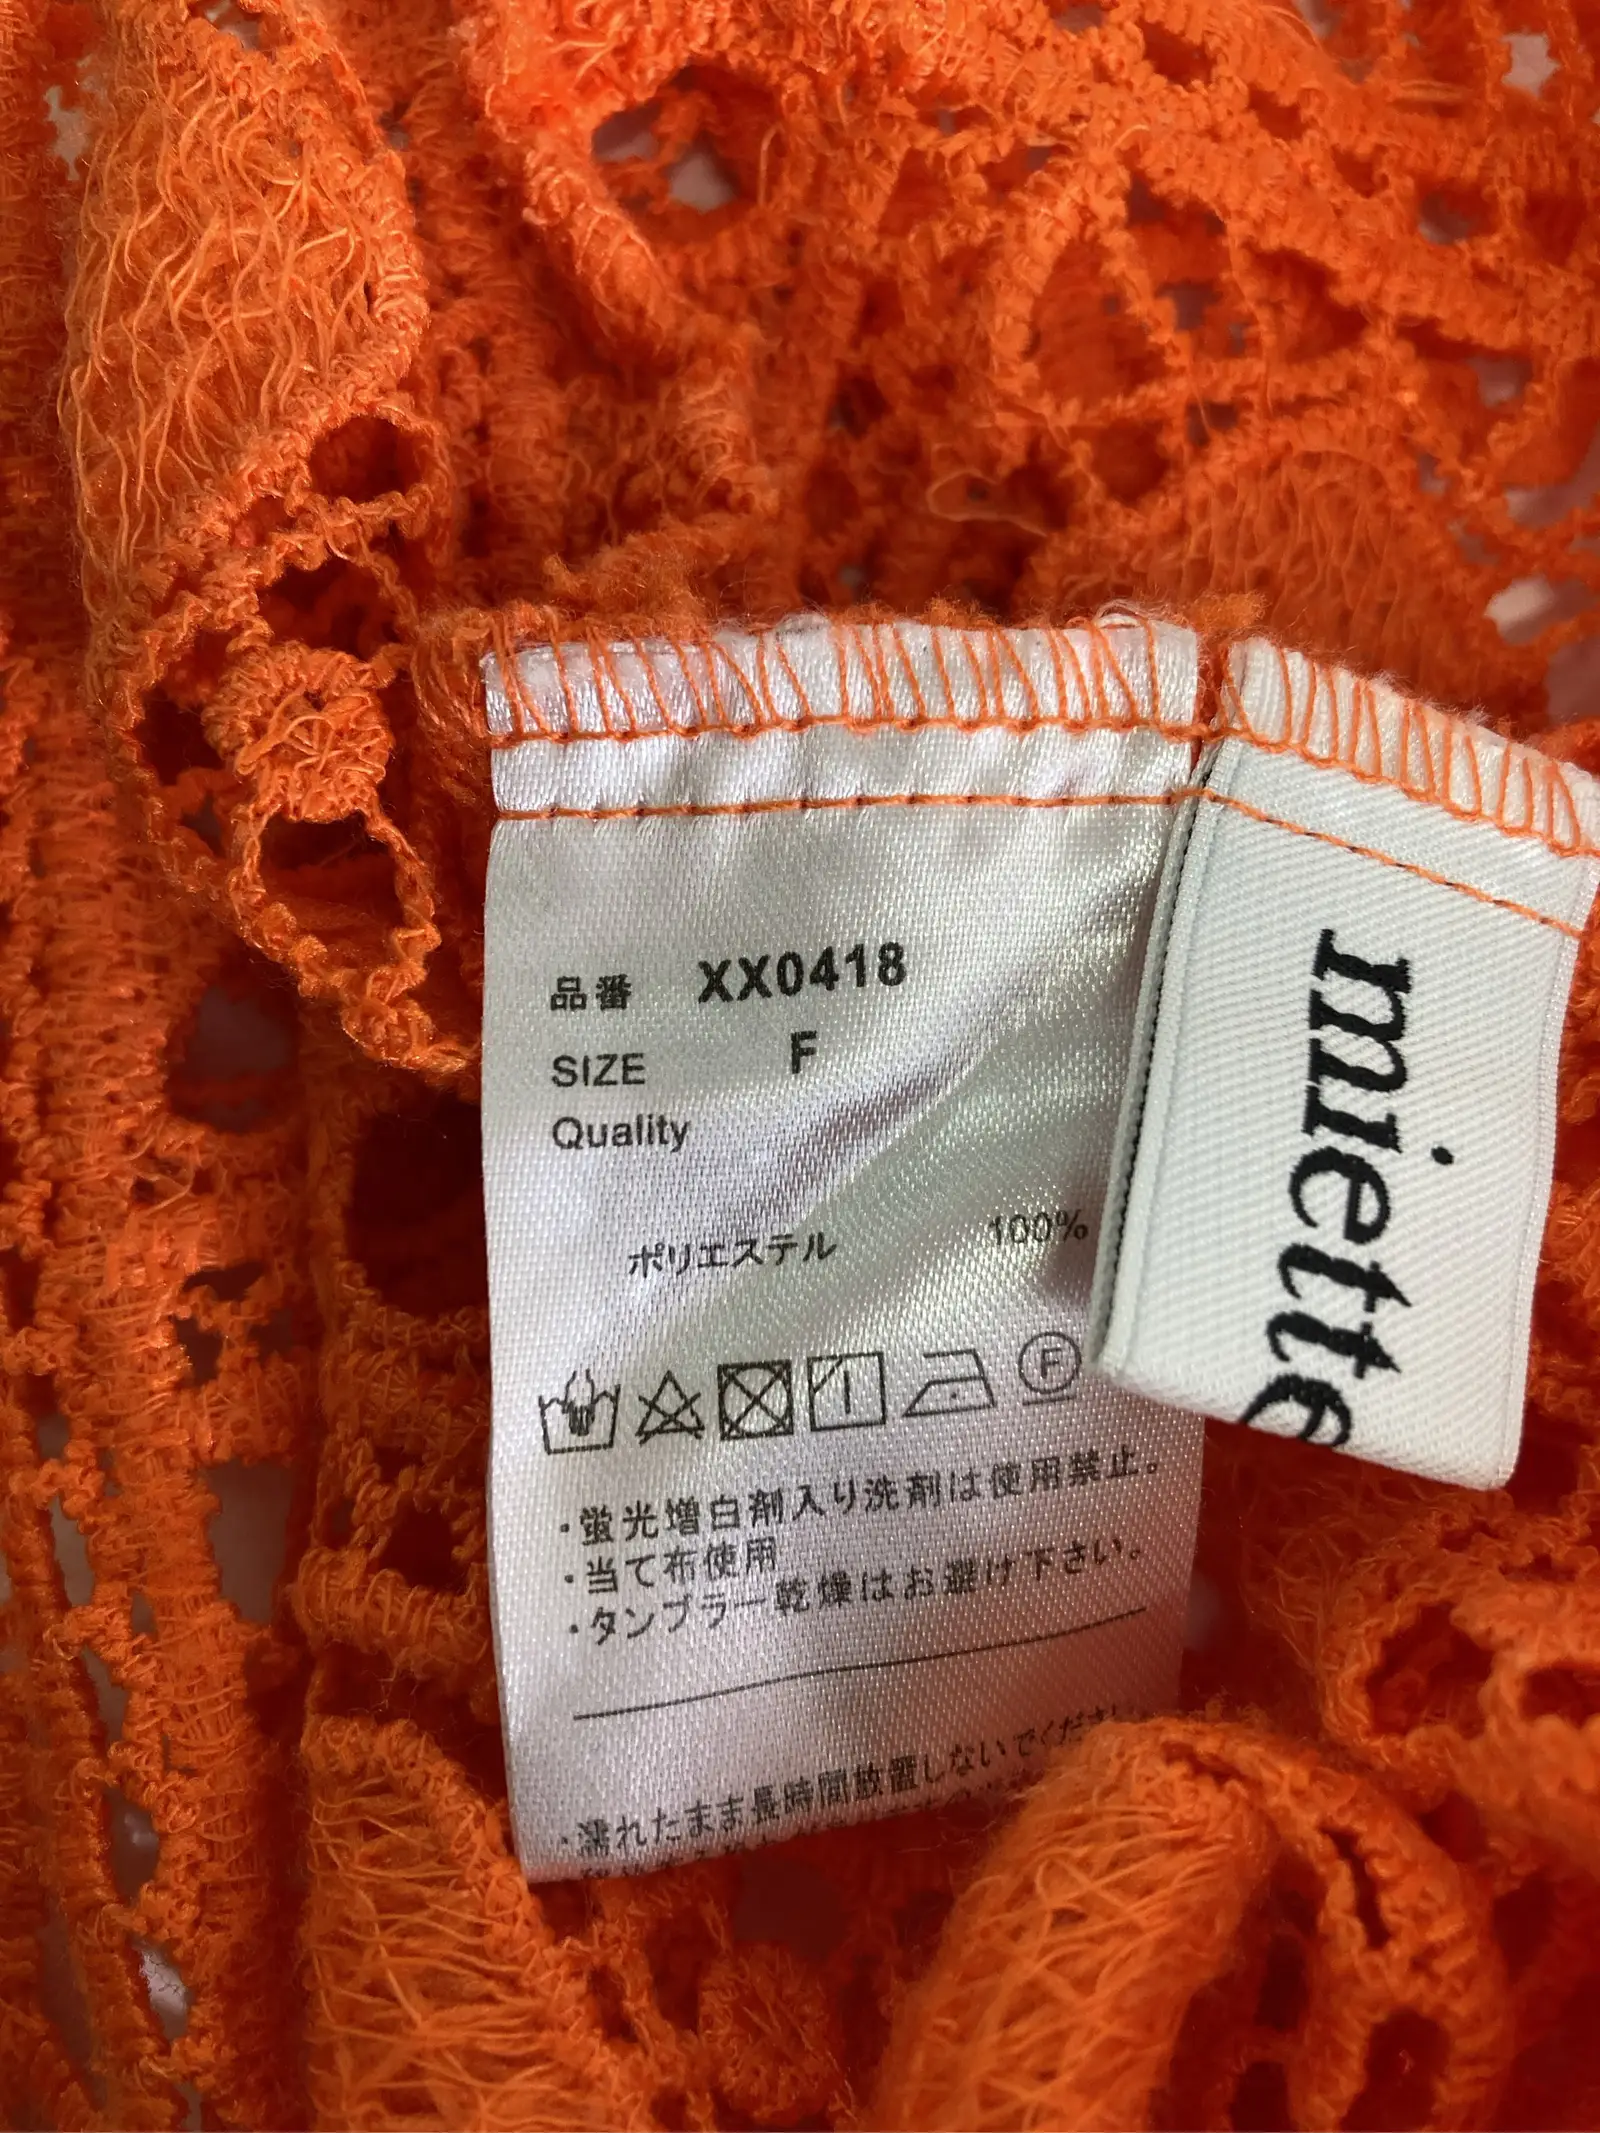 品番 XX0418
SIZE F
Quality
ポリエステル 100%
F
・蛍光増白剤入り洗剤は使用禁止。
・当て布使用
・タンブラー乾燥はお避け下さい。
・濡れたまま長時間放置しないでください
miette